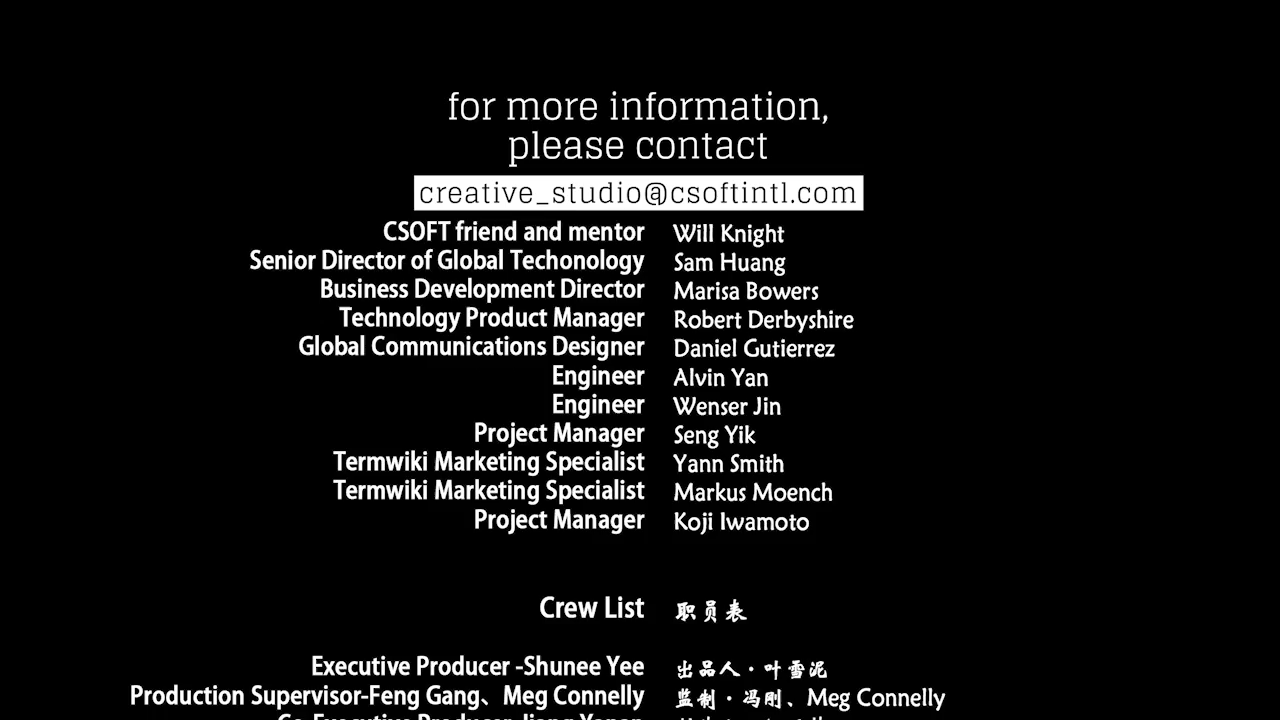 for more information,
please contact
creative_studio@csoftintl.com
CSOFT friend and mentor Will Knight
Senior Director of Global Techonology Sam Huang
Business Development Director Marisa Bowers
Technology Product Manager Robert Derbyshire
Global Communications Designer Daniel Gutierrez
Engineer Alvin Yan
Engineer Wenser Jin
Project Manager Seng Yik
Termwiki Marketing Specialist Yann Smith
Termwiki Marketing Specialist Markus Moench
Project Manager Koji Iwamoto
Crew List 职员表
Executive Producer -Shunee Yee 出品人·叶雪泥
Production Supervisor-Feng Gang、Meg Connelly 监制·冯刚、Meg Connelly